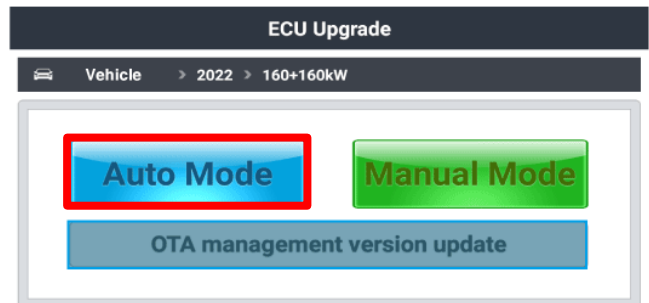 ECU Upgrade
Vehicle > 2022 > 160+160kW
Auto Mode Manual Mode
OTA management version update